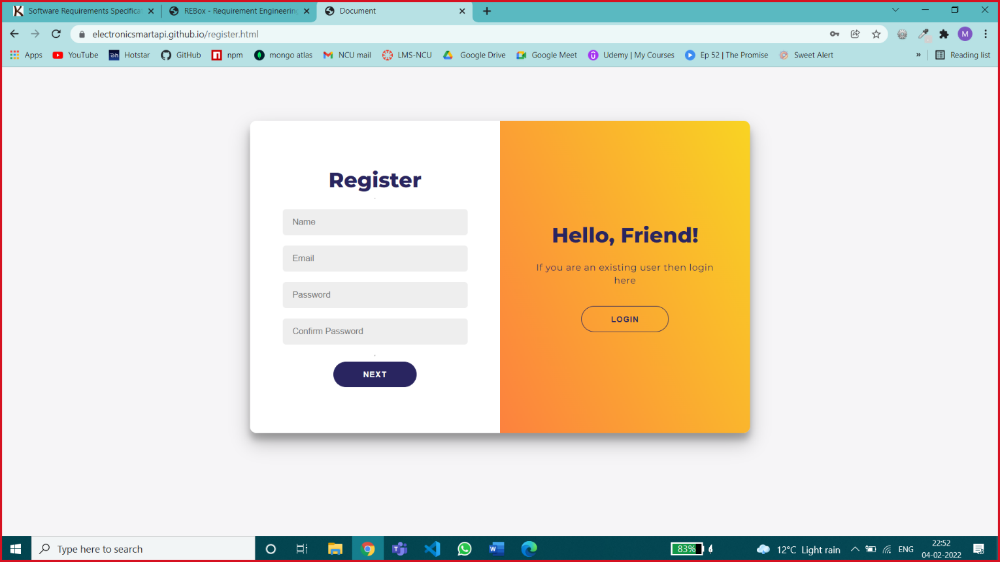 Software Requirements Specificat
REBox - Requirement Engineering
Document
electronicsmartapi.github.io/register.html
M
Apps
YouTube
Hotstar
GitHub
npm
mongo atlas
NCU mail
LMS-NCU
Google Drive
Google Meet
Udemy | My Courses
Ep 52 | The Promise
Sweet Alert
»
Reading list
Register
Name
Email
Password
Confirm Password
NEXT
Hello, Friend!
If you are an existing user then login
here
LOGIN
Type here to search
83%
12°C Light rain
ENG
22:52
04-02-2022